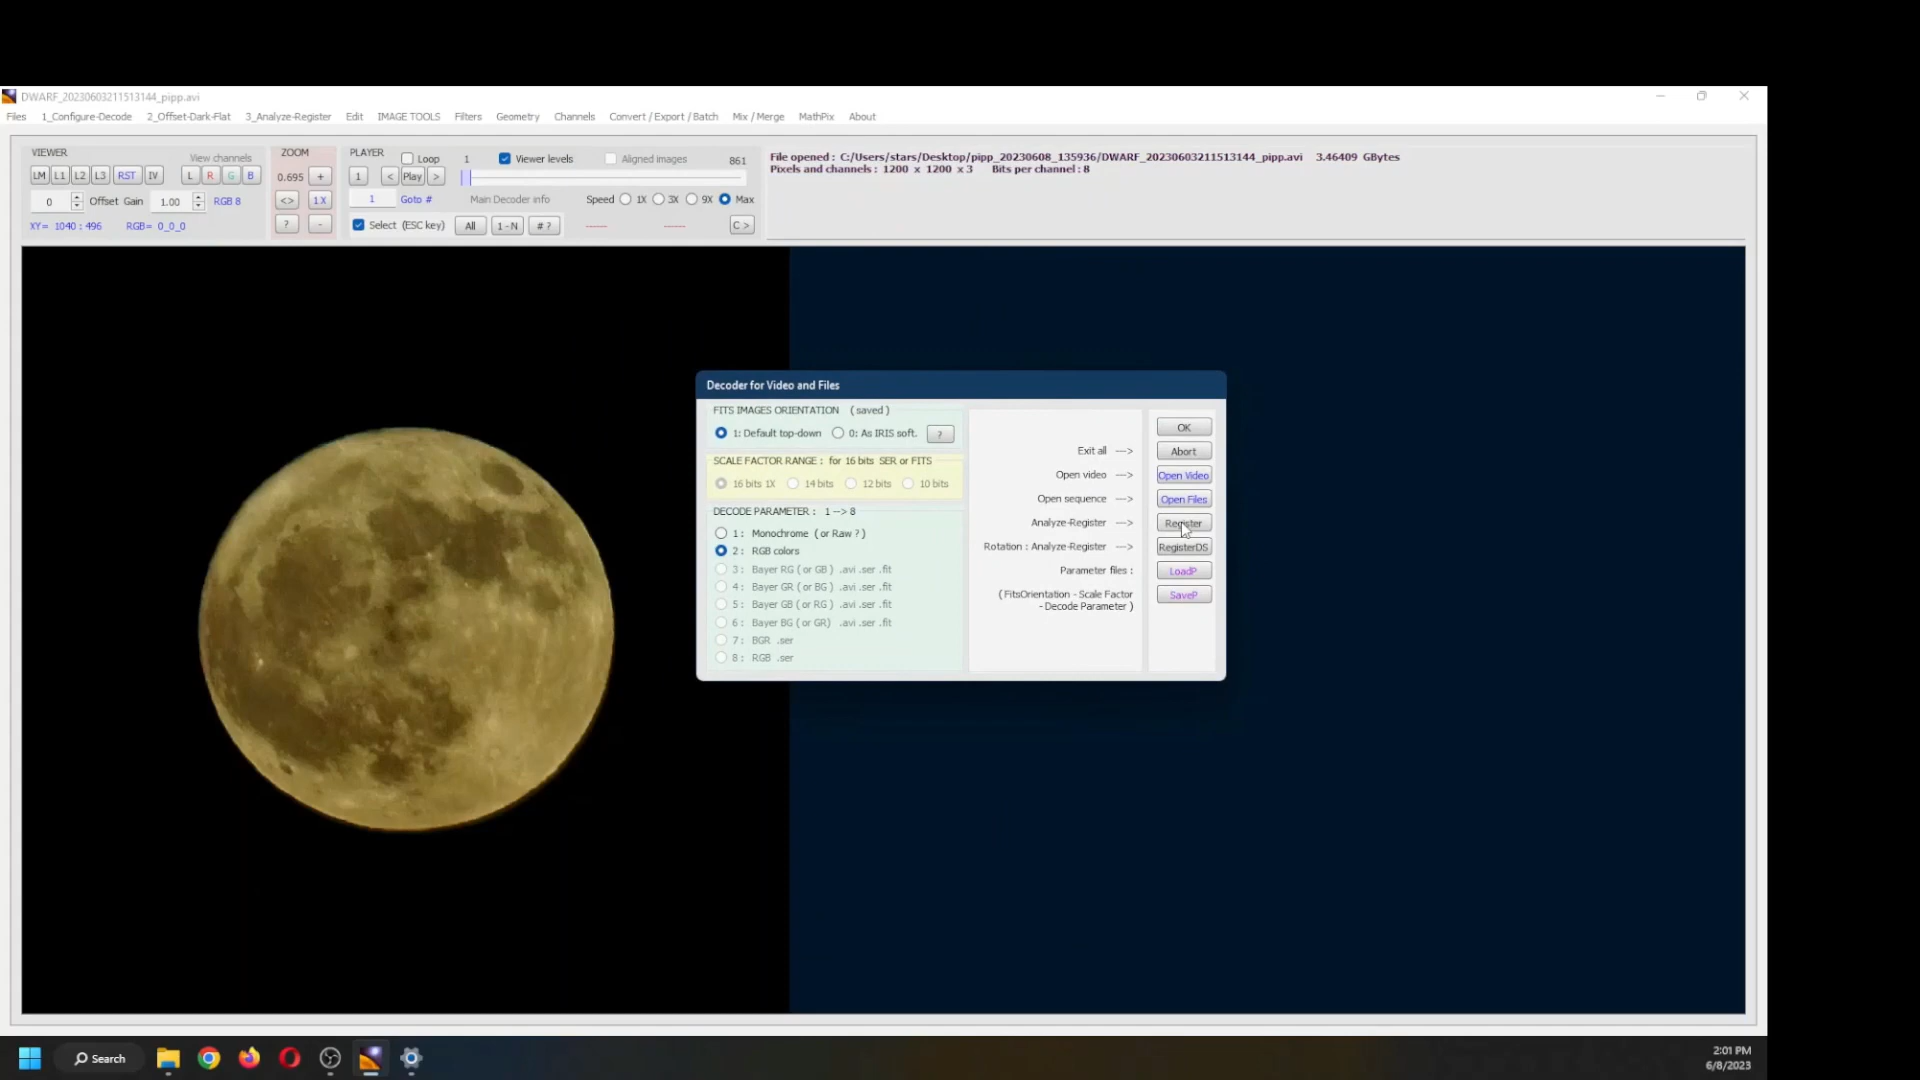 DWARF_20230603211513144_pipp.avi
Files 1_Configure-Decode 2_Offset-Dark-Flat 3_Analyze-Register Edit IMAGE TOOLS Filters Geometry Channels Convert / Export / Batch Mix / Merge MathPix About
VIEWER
View channels
LM L1 L2 L3 RST IV L R G B
0 Offset Gain 1.00 RGB 8
XY= 1040 : 496 RGB= 0_0_0
ZOOM
0.695 +
<> 1 X
? -
PLAYER Loop 1 Viewer levels Aligned images 861
1 < Play >
1 Goto # Main Decoder info Speed 1X 3X 9X Max
Select (ESC key) All 1 - N # ? ------ ------ C >
File opened : C:/Users/stars/Desktop/pipp_20230608_135936/DWARF_20230603211513144_pipp.avi 3.46409 GBytes
Pixels and channels : 1200 x 1200 x 3 Bits per channel : 8
Decoder for Video and Files
FITS IMAGES ORIENTATION ( saved )
1: Default top-down 0: As IRIS soft. ?
SCALE FACTOR RANGE : for 16 bits SER or FITS
16 bits 1X 14 bits 12 bits 10 bits
DECODE PARAMETER : 1 --> 8
1 : Monochrome ( or Raw ? )
2 : RGB colors
3 : Bayer RG ( or GB ) .avi .ser .fit
4 : Bayer GR ( or BG ) .avi .ser .fit
5 : Bayer GB ( or RG ) .avi .ser .fit
6 : Bayer BG ( or GR) .avi .ser .fit
7 : BGR .ser
8 : RGB .ser
OK
Exit all ---> Abort
Open video ---> Open Video
Open sequence ---> Open Files
Analyze-Register ---> Register
Rotation : Analyze-Register ---> RegisterDS
Parameter files : LoadP
( FitsOrientation - Scale Factor SaveP
- Decode Parameter )
Search
2:01 PM
6/8/2023